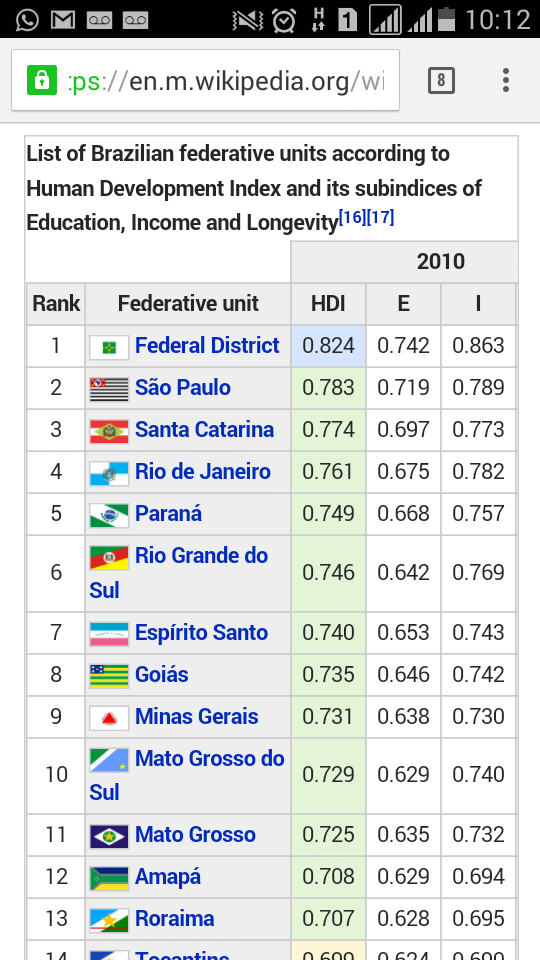 H 1 10:12
:ps://en.m.wikipedia.org/wi 8
List of Brazilian federative units according to
Human Development Index and its subindices of
Education, Income and Longevity[16][17]
2010
Rank Federative unit HDI E I
1 Federal District 0.824 0.742 0.863
2 São Paulo 0.783 0.719 0.789
3 Santa Catarina 0.774 0.697 0.773
4 Rio de Janeiro 0.761 0.675 0.782
5 Paraná 0.749 0.668 0.757
6 Rio Grande do
Sul 0.746 0.642 0.769
7 Espírito Santo 0.740 0.653 0.743
8 Goiás 0.735 0.646 0.742
9 Minas Gerais 0.731 0.638 0.730
10 Mato Grosso do
Sul 0.729 0.629 0.740
11 Mato Grosso 0.725 0.635 0.732
12 Amapá 0.708 0.629 0.694
13 Roraima 0.707 0.628 0.695
14 Tocantins 0.699 0.624 0.690